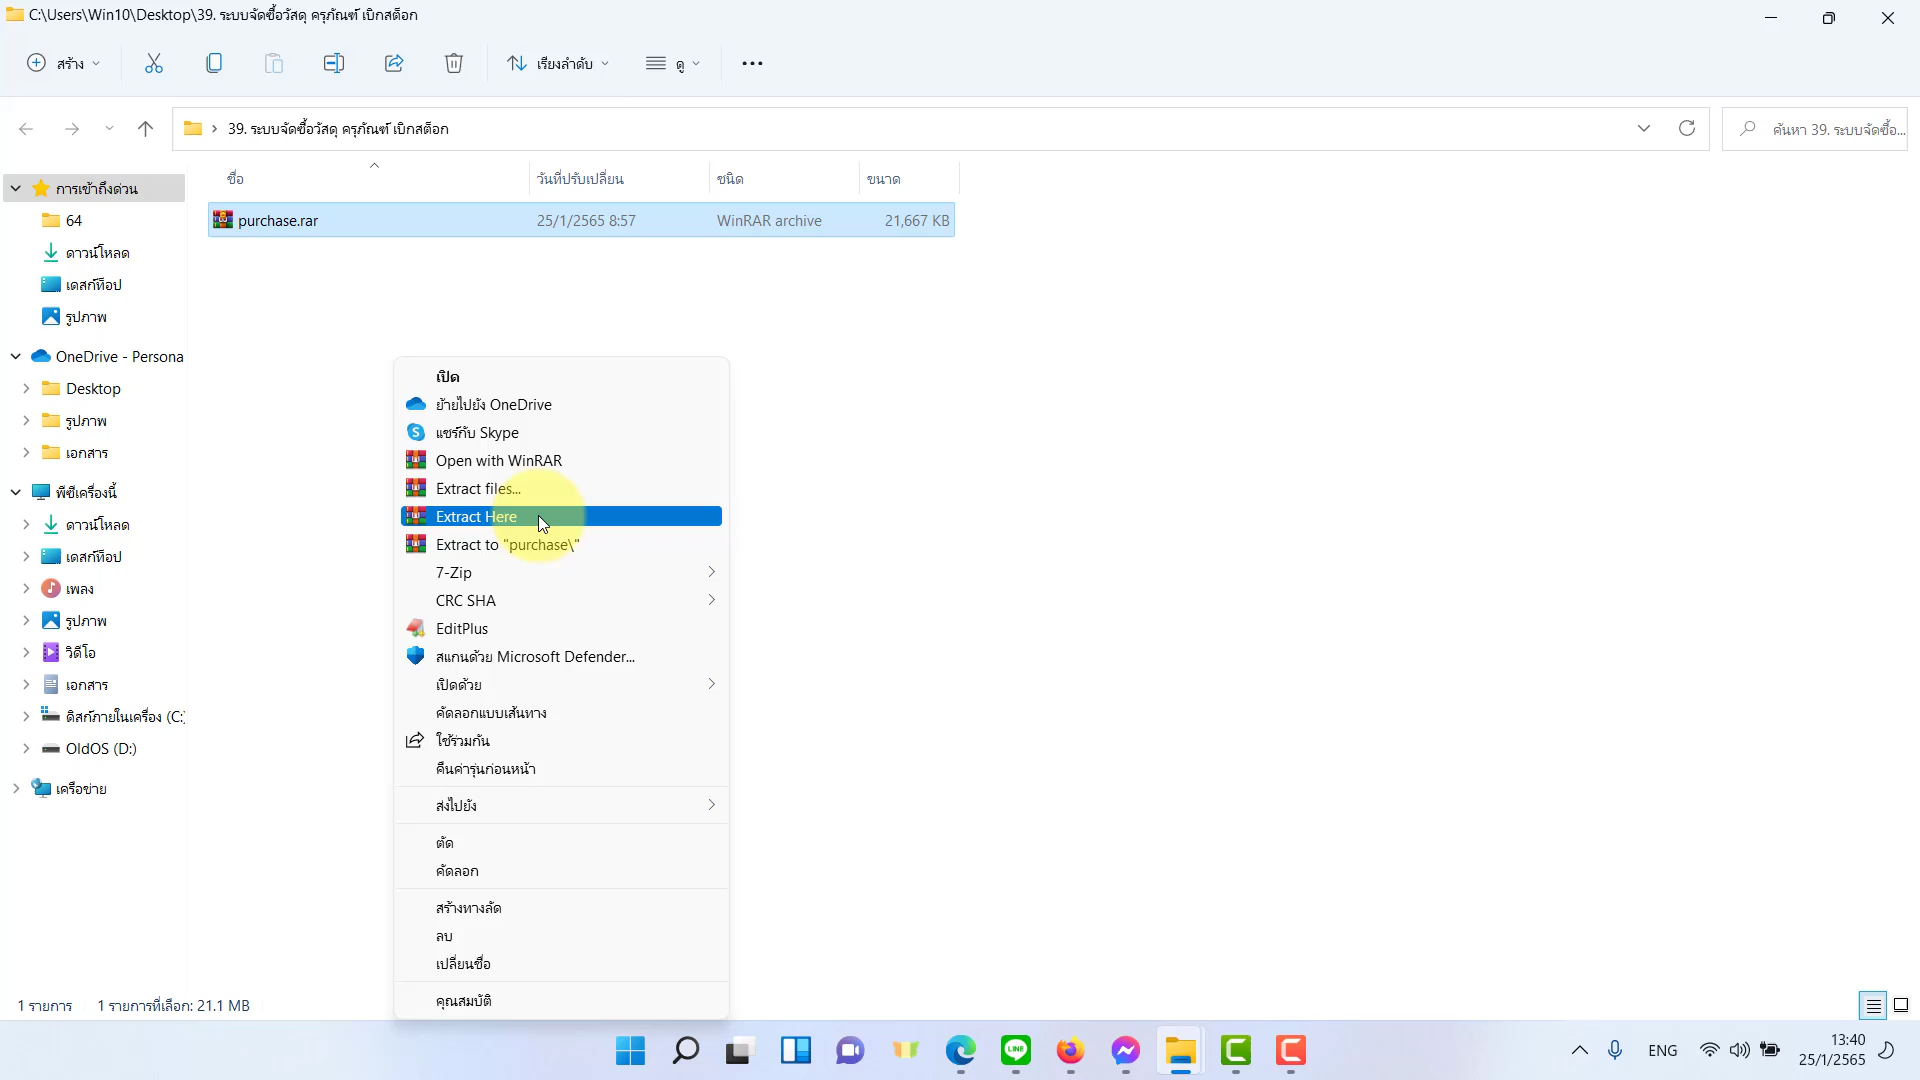 C:\Users\Win10\Desktop\39. ระบบจัดซื้อวัสดุ ครุภัณฑ์ เบิกสต็อก
สร้าง
เรียงลำดับ
ดู
39. ระบบจัดซื้อวัสดุ ครุภัณฑ์ เบิกสต็อก
ค้นหา 39. ระบบจัดซื้อ...
ชื่อ
วันที่ปรับเปลี่ยน
ชนิด
ขนาด
purchase.rar
25/1/2565 8:57
WinRAR archive
21,667 KB
การเข้าถึงด่วน
64
ดาวน์โหลด
เดสก์ท็อป
รูปภาพ
OneDrive - Persona
Desktop
รูปภาพ
เอกสาร
พีซีเครื่องนี้
ดาวน์โหลด
เดสก์ท็อป
เพลง
รูปภาพ
วิดีโอ
เอกสาร
ดิสก์ภายในเครื่อง (C:)
OldOS (D:)
เครือข่าย
เปิด
ย้ายไปยัง OneDrive
แชร์กับ Skype
Open with WinRAR
Extract files...
Extract Here
Extract to "purchase\"
7-Zip
CRC SHA
EditPlus
สแกนด้วย Microsoft Defender...
เปิดด้วย
คัดลอกแบบเส้นทาง
ใช้ร่วมกัน
คืนค่ารุ่นก่อนหน้า
ส่งไปยัง
ตัด
คัดลอก
สร้างทางลัด
ลบ
เปลี่ยนชื่อ
คุณสมบัติ
1 รายการ
1 รายการที่เลือก: 21.1 MB
LINE
ENG
13:40
25/1/2565